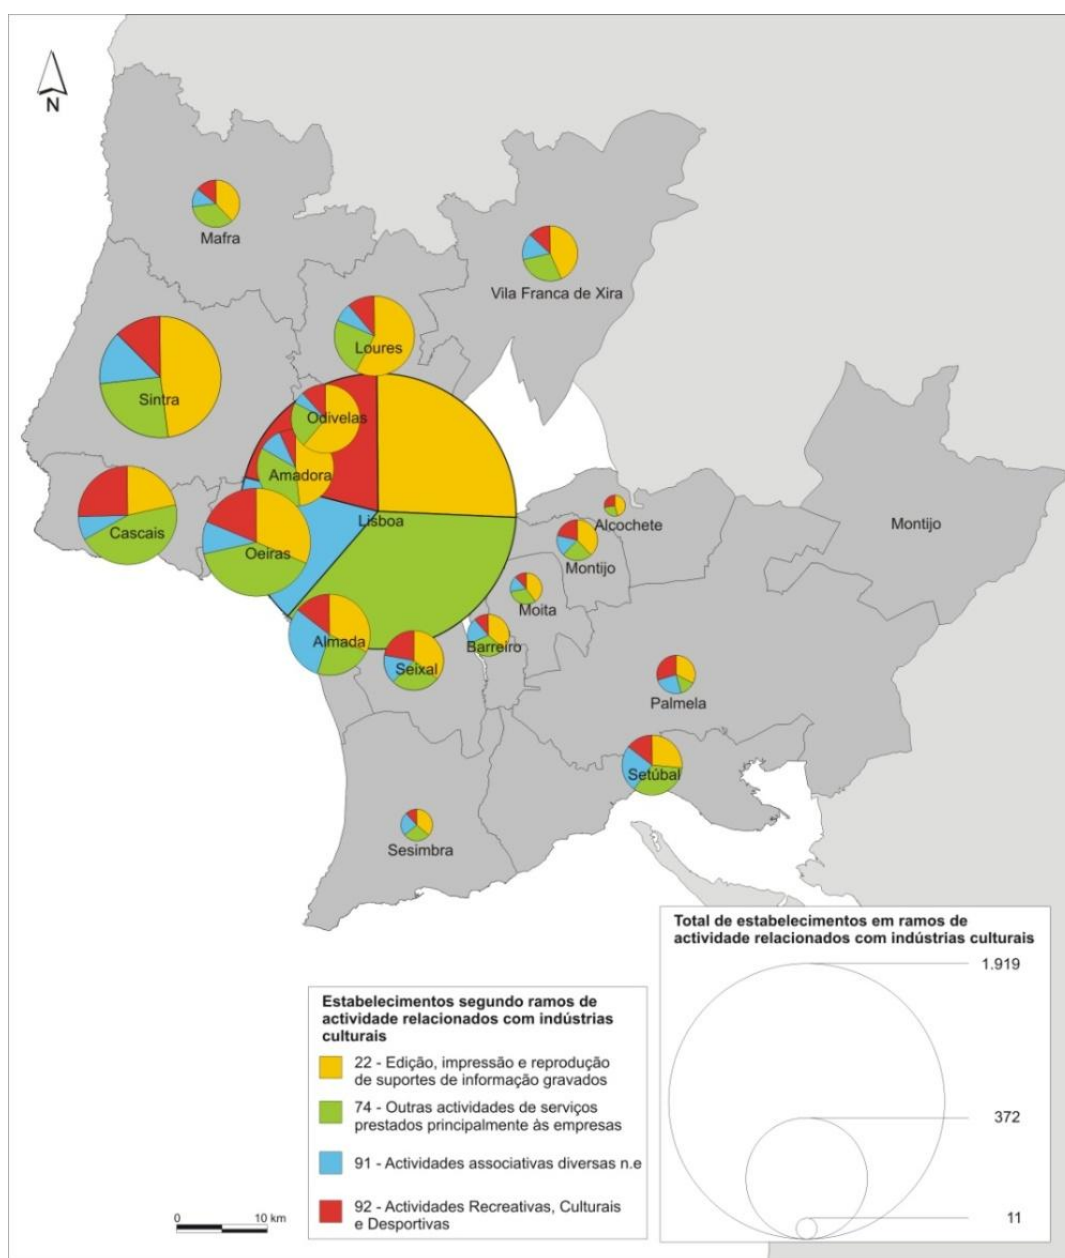 N
Mafra
Vila Franca de Xira
Loures
Sintra
Odivelas
Amadora
Lisboa
Cascais
Oeiras
Alcochete
Montijo
Montijo
Moita
Almada
Barreiro
Seixal
Palmela
Setúbal
Sesimbra
Total de estabelecimentos em ramos de
actividade relacionados com indústrias culturais
1.919
372
11
Estabelecimentos segundo ramos de
actividade relacionados com indústrias
culturais
22 - Edição, impressão e reprodução
de suportes de informação gravados
74 - Outras actividades de serviços
prestados principalmente às empresas
91 - Actividades associativas diversas n.e
92 - Actividades Recreativas, Culturais
e Desportivas
0 10 km